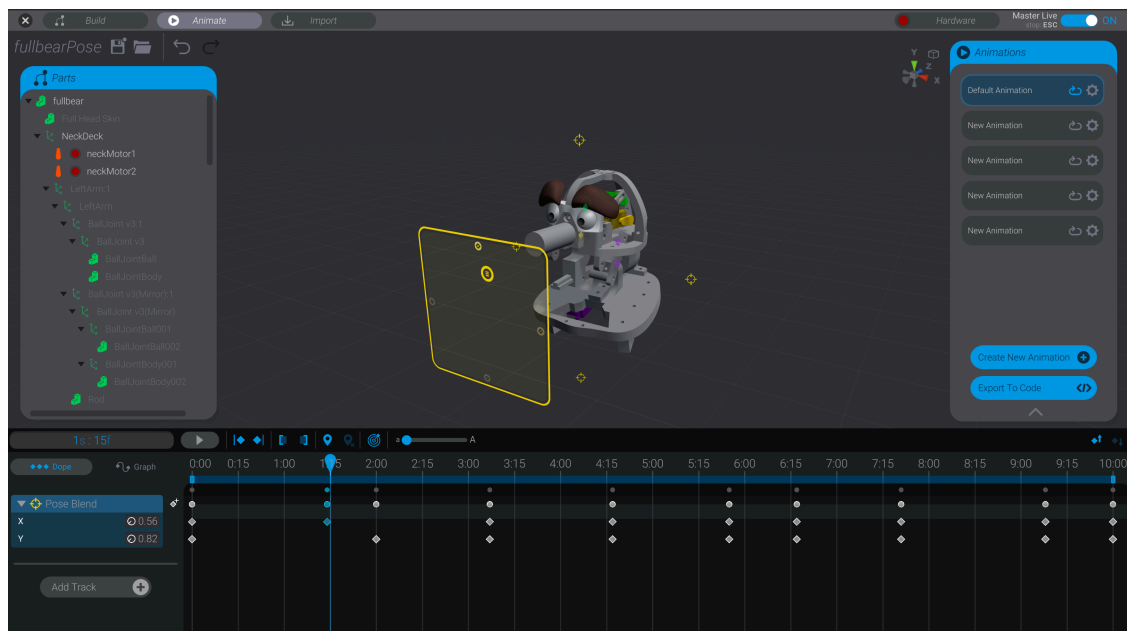 Build
Animate
Import
Hardware
Master Live
stop: ESC
ON
fullbearPose
Parts
fullbear
Full Head Skin
NeckDeck
neckMotor1
neckMotor2
LeftArm:1
LeftArm
BallJoint v3:1
BallJoint v3
BallJointBall
BallJointBody
BallJoint v3(Mirror):1
BallJoint v3(Mirror)
BallJointBall001
BallJointBall002
BallJointBody001
BallJointBody002
Rod
Y
Z
X
Animations
Default Animation
New Animation
New Animation
New Animation
New Animation
Create New Animation
Export To Code
1s:15f
a
A
Dope
Graph
0:00 0:15 1:00 1:15 2:00 2:15 3:00 3:15 4:00 4:15 5:00 5:15 6:00 6:15 7:00 7:15 8:00 8:15 9:00 9:15 10:00
Pose Blend
X 0.56
Y 0.82
Add Track